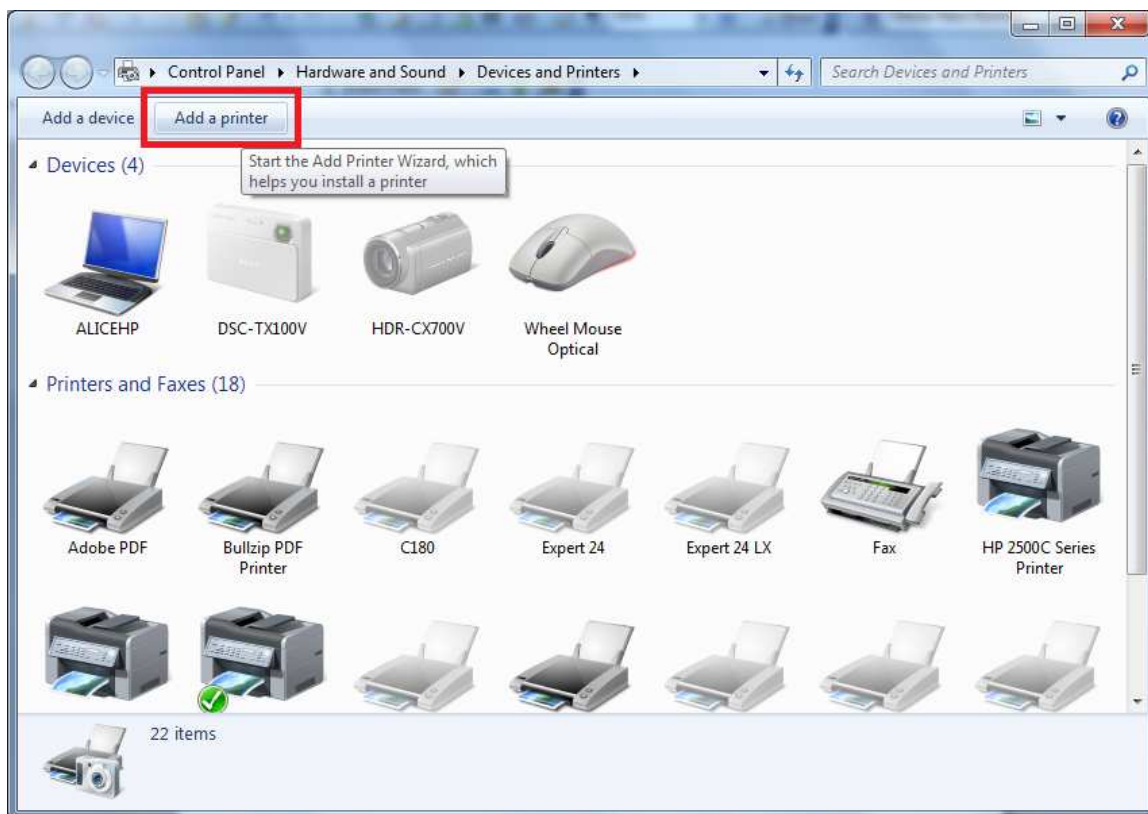 Control Panel ▸ Hardware and Sound ▸ Devices and Printers ▸
Search Devices and Printers
Add a device
Add a printer
Start the Add Printer Wizard, which
helps you install a printer
Devices (4)
ALICEHP
DSC-TX100V
HDR-CX700V
Wheel Mouse
Optical
Printers and Faxes (18)
Adobe PDF
Bullzip PDF
Printer
C180
Expert 24
Expert 24 LX
Fax
HP 2500C Series
Printer
22 items